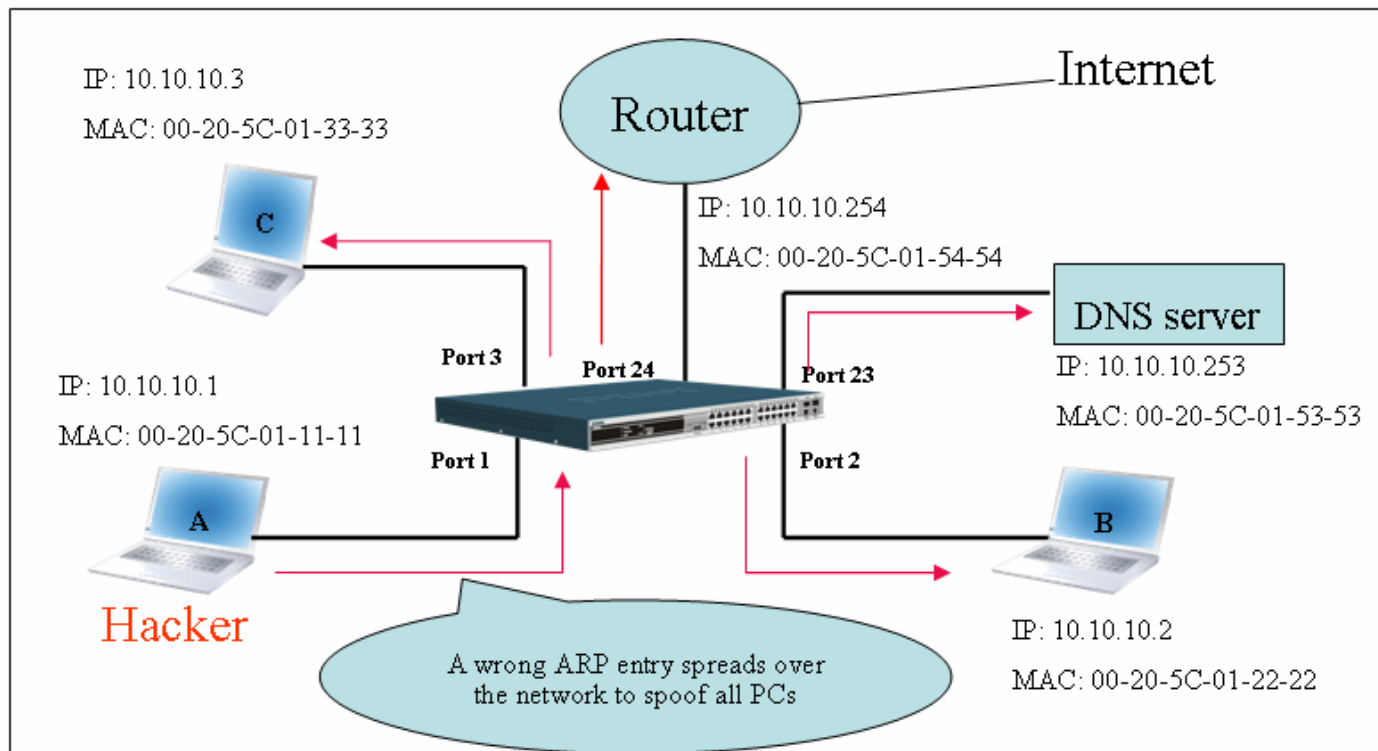 IP: 10.10.10.3
MAC: 00-20-5C-01-33-33
C
Router
Internet
IP: 10.10.10.254
MAC: 00-20-5C-01-54-54
DNS server
IP: 10.10.10.253
MAC: 00-20-5C-01-53-53
Port 3
Port 24
Port 23
IP: 10.10.10.1
MAC: 00-20-5C-01-11-11
Port 1
Port 2
A
Hacker
B
IP: 10.10.10.2
MAC: 00-20-5C-01-22-22
A wrong ARP entry spreads over
the network to spoof all PCs